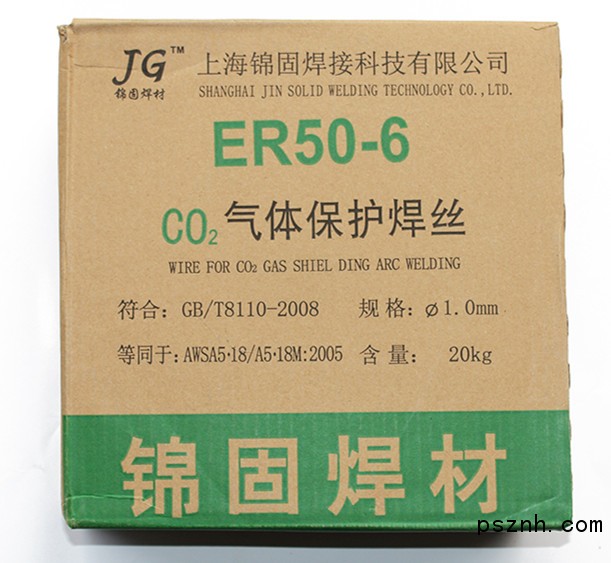 JG™ 上海锦固焊接科技有限公司
锦固焊材 SHANGHAI JIN SOLID WELDING TECHNOLOGY CO.,LTD.
ER50-6
CO₂ 气体保护焊丝
WIRE FOR CO₂ GAS SHIEL DING ARC WELDING
符合：GB/T8110-2008 规 格：ø1.0mm
等同于：AWSA5·18/A5·18M:2005 含 量： 20kg
锦固焊材
psznh.com